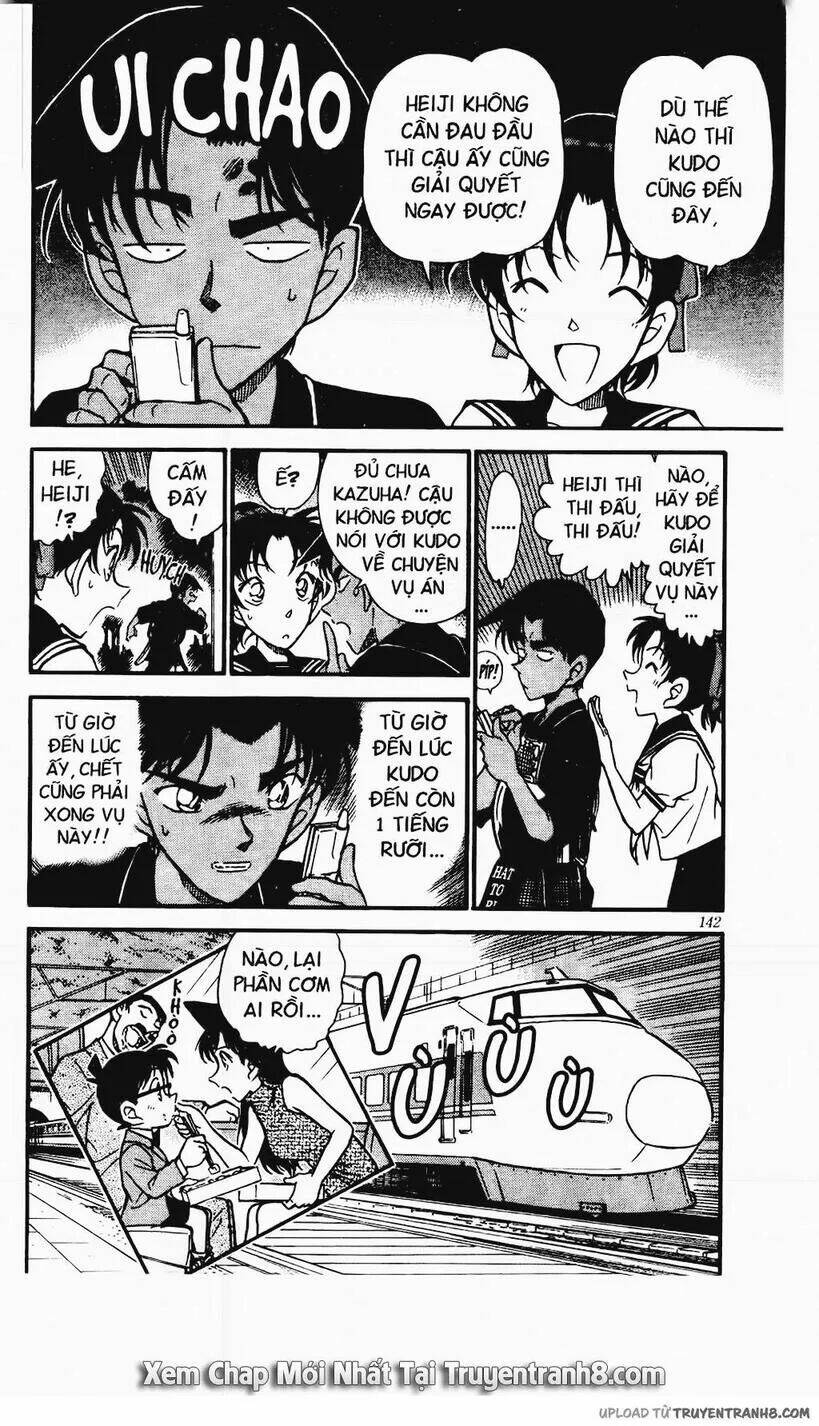 DÙ THẾ
NÀO THÌ
KUDO
CŨNG ĐẾN
ĐÂY,
HEIJI KHÔNG
CẦN ĐAU ĐẦU
THÌ CẬU ẤY CŨNG
GIẢI QUYẾT
NGAY ĐƯỢC!
UI CHAO
NÀO,
HÃY ĐỂ
KUDO
GIẢI
QUYẾT
VỤ NÀY
...
HEIJI THÌ
THI ĐẤU,
THI ĐẤU!
......
PÍP!
HAT
TO
ĐỦ CHƯA
KAZUHA! CẬU
KHÔNG ĐƯỢC
NÓI VỚI KUDO
VỀ CHUYỆN
VỤ ÁN
...
Ế?
CẤM
ĐẤY
!
HE,
HEIJI
!?
HUỴCH
TỪ GIỜ
ĐẾN LÚC
KUDO
ĐẾN CÒN
1 TIẾNG
RƯỠI...
TỪ GIỜ
ĐẾN LÚC
ẤY, CHẾT
CŨNG PHẢI
XONG VỤ
NÀY!!
142
VÙÙÙ
NÀO, LẠI
PHẦN CƠM
AI RỒI...
KHÒÒ
Xem Chap Mới Nhất Tại Truyentranh8.com
UPLOAD TỪ TRUYENTRANH8.COM